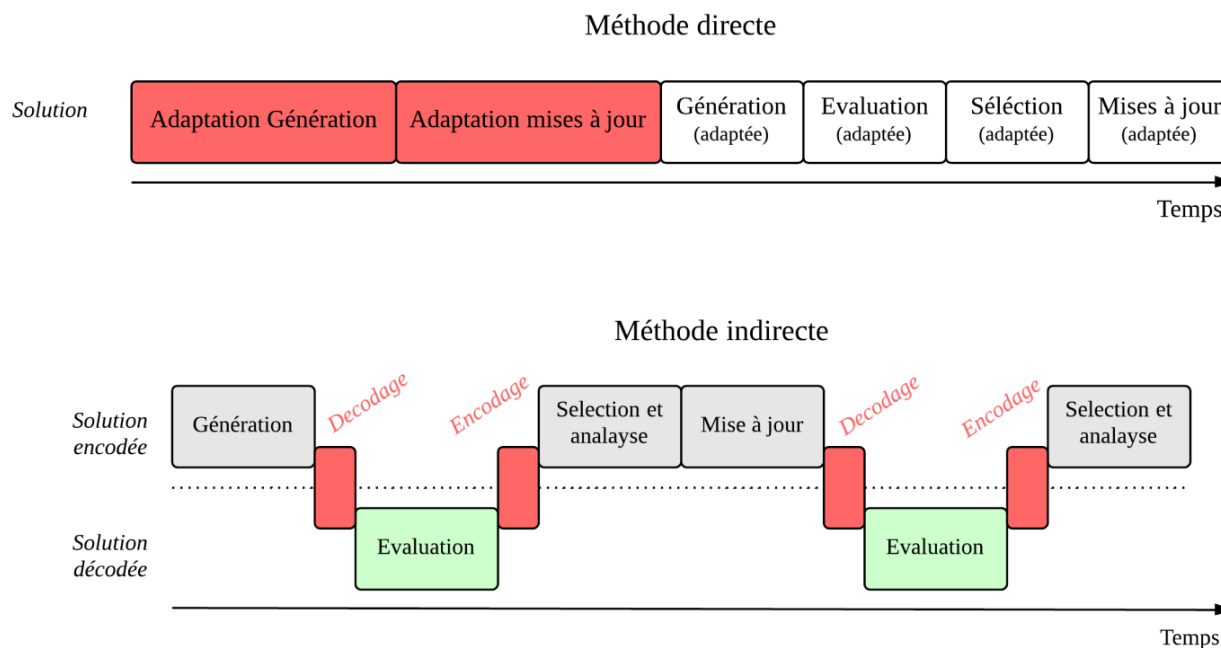 Méthode directe
Solution
Adaptation Génération
Adaptation mises à jour
Génération
(adaptée)
Evaluation
(adaptée)
Séléction
(adaptée)
Mises à jour
(adaptée)
Temps
Méthode indirecte
Solution
encodée
Génération
Decodage
Encodage
Selection et
analayse
Mise à jour
Decodage
Encodage
Selection et
analayse
Solution
décodée
Evaluation
Evaluation
Temps